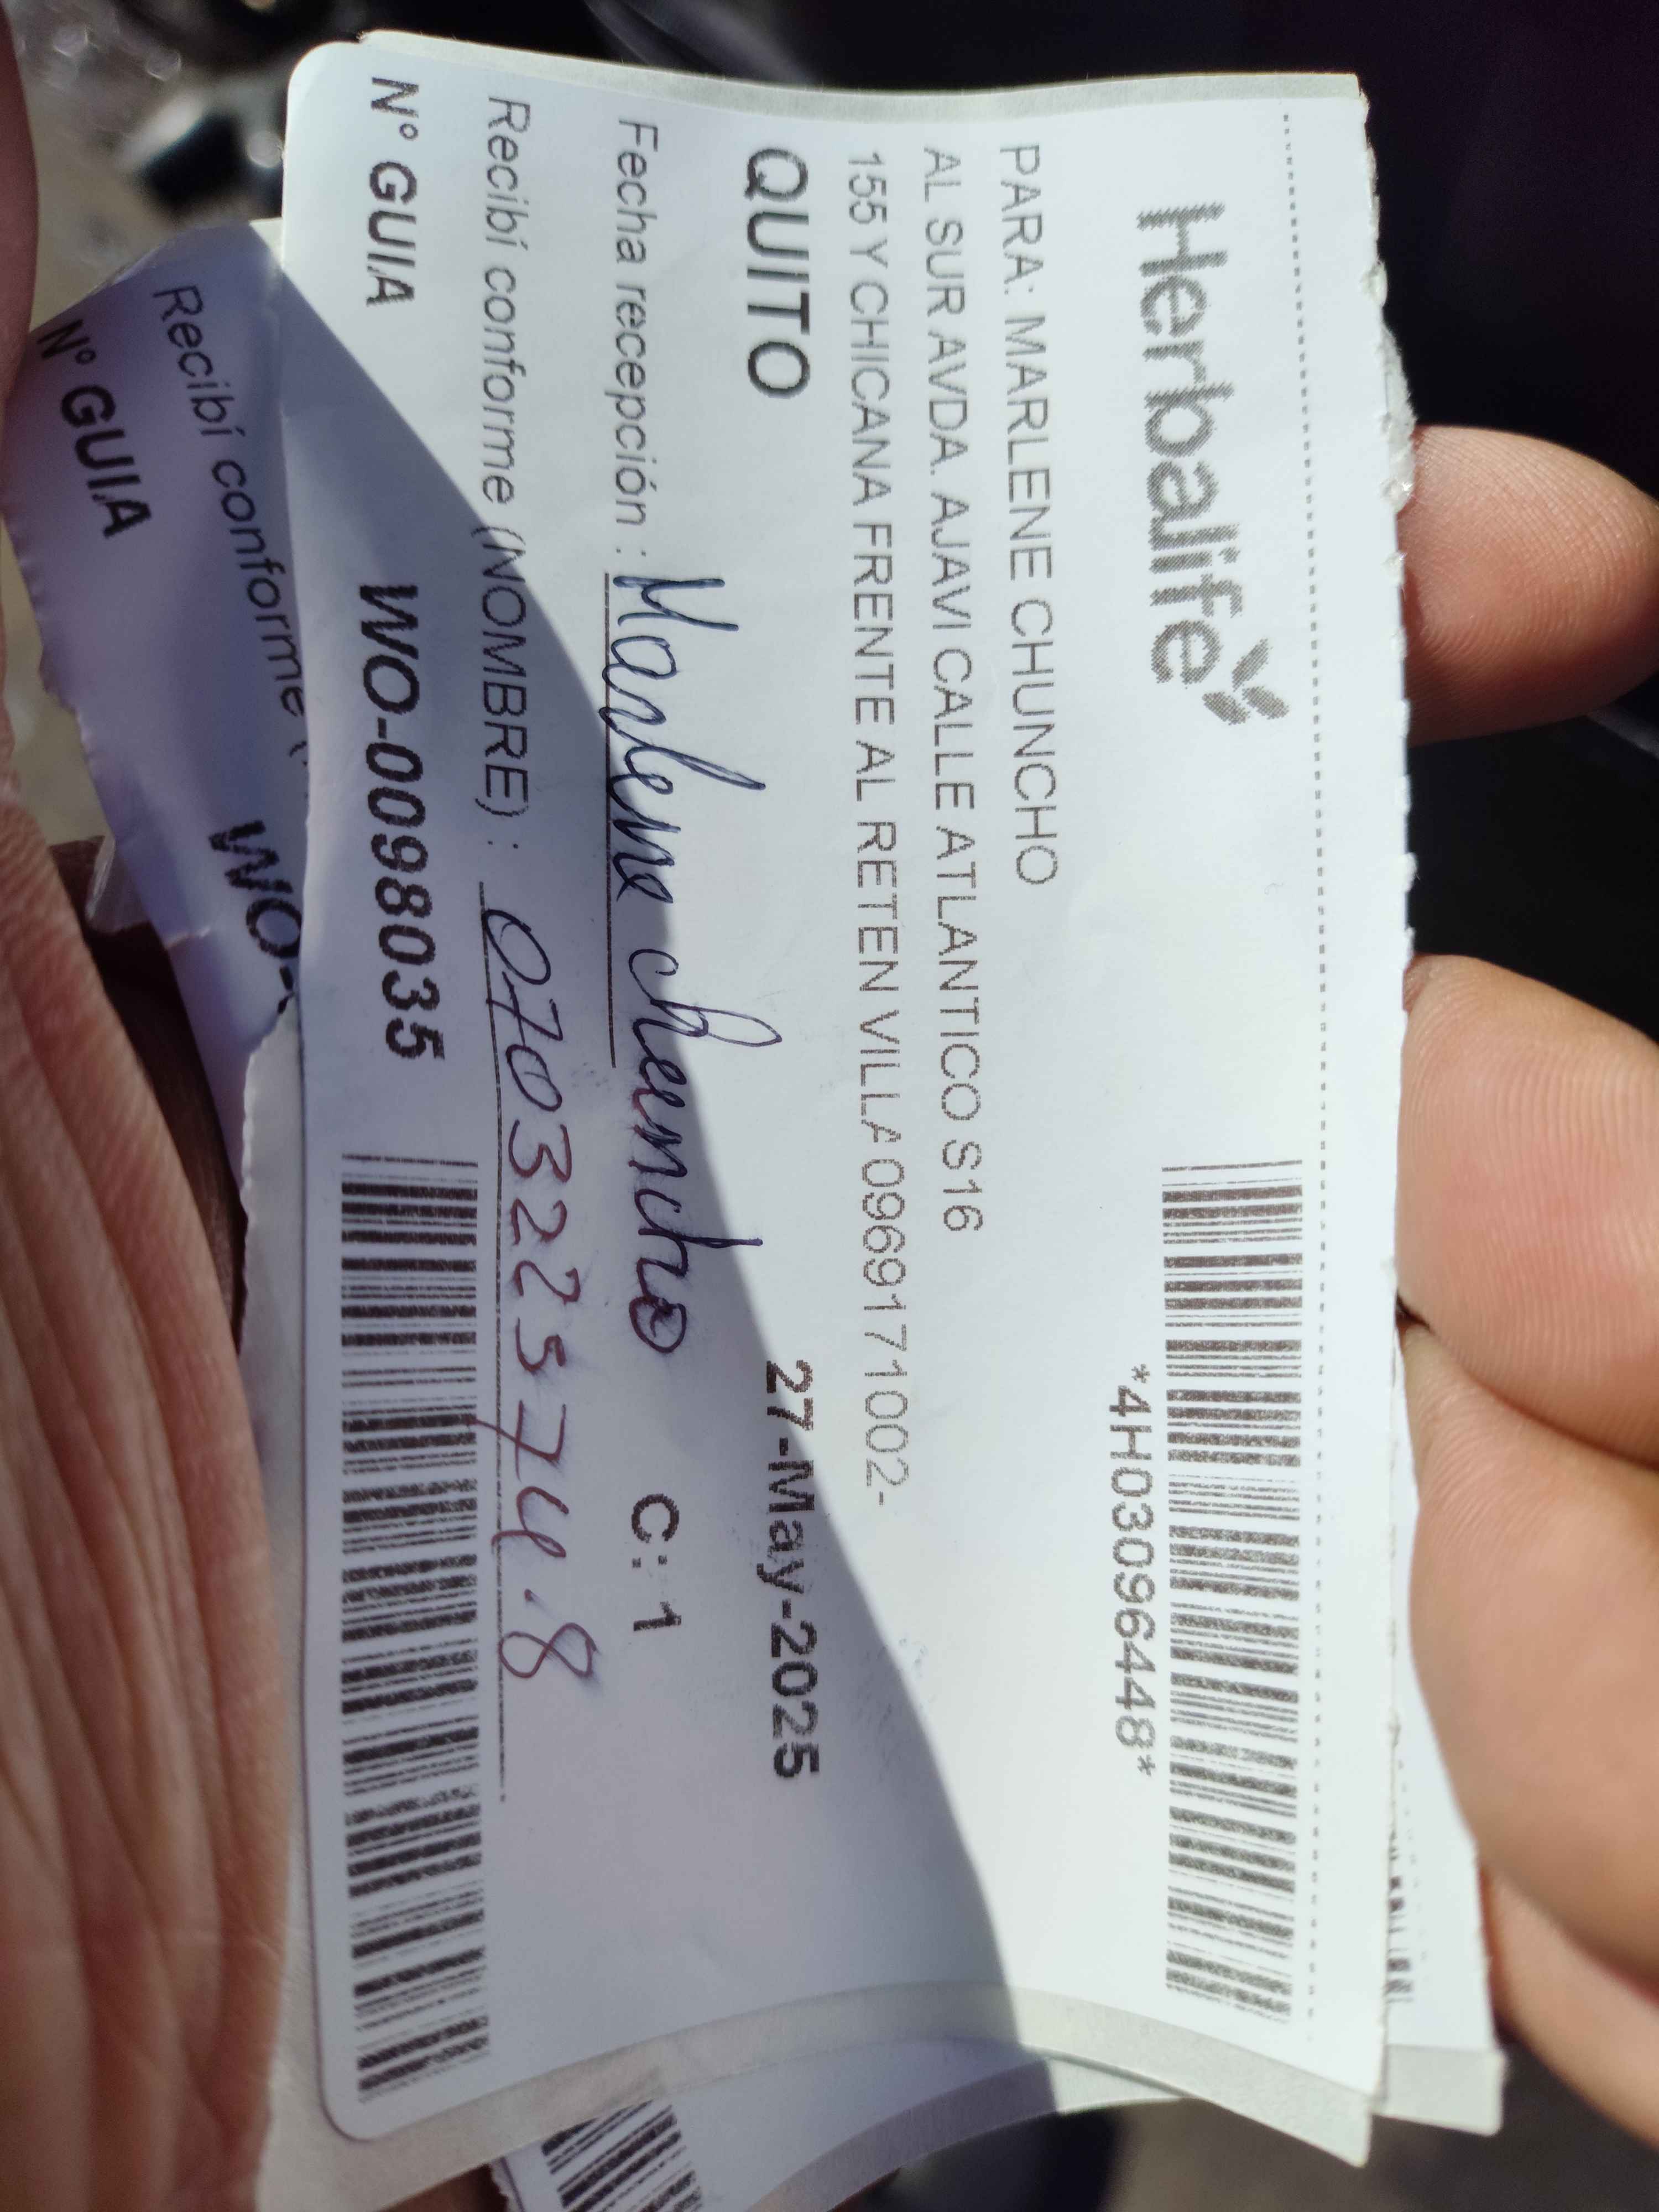 Herbalife
*4H03096448*
PARA: MARLENE CHUNCHO
AL SUR AVDA. AJAVI CALLE ATLANTICO S16
155 Y CHICANA FRENTE AL RETEN VILLA 0969171002-
QUITO 27-May-2025
Fecha recepción : Marlene chuncho C: 1
Recibí conforme (NOMBRE) : 070322574.8
N° GUIA WO-0098035
Recibí conforme (
N° GUIA WO-